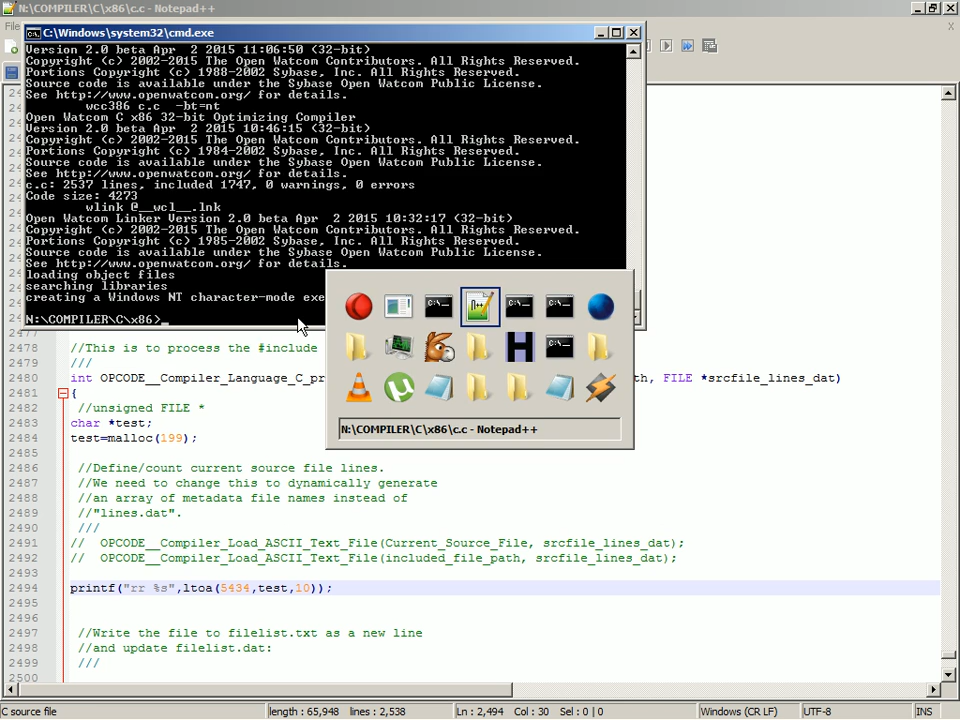 N:\COMPILER\C\x86\c.c - Notepad++
C:\Windows\system32\cmd.exe
Version 2.0 beta Apr  2 2015 11:06:50 (32-bit)
Copyright (c) 2002-2015 The Open Watcom Contributors. All Rights Reserved.
Portions Copyright (c) 1988-2002 Sybase, Inc. All Rights Reserved.
Source code is available under the Sybase Open Watcom Public License.
See http://www.openwatcom.org/ for details.
wcc386 c.c  -bt=nt
Open Watcom C x86 32-bit Optimizing Compiler
Version 2.0 beta Apr  2 2015 10:46:15 (32-bit)
Copyright (c) 2002-2015 The Open Watcom Contributors. All Rights Reserved.
Portions Copyright (c) 1984-2002 Sybase, Inc. All Rights Reserved.
Source code is available under the Sybase Open Watcom Public License.
See http://www.openwatcom.org/ for details.
c.c: 2537 lines, included 1747, 0 warnings, 0 errors
Code size: 4273
wlink @__wcl__.lnk
Open Watcom Linker Version 2.0 beta Apr  2 2015 10:32:17 (32-bit)
Copyright (c) 2002-2015 The Open Watcom Contributors. All Rights Reserved.
Portions Copyright (c) 1985-2002 Sybase, Inc. All Rights Reserved.
Source code is available under the Sybase Open Watcom Public License.
See http://www.openwatcom.org/ for details.
loading object files
searching libraries
creating a Windows NT character-mode exe
N:\COMPILER\C\x86>_
N:\COMPILER\C\x86\c.c - Notepad++
2478 //This is to process the #include
2479 ///
2480 int OPCODE__Compiler_Language_C_pr th, FILE *srcfile_lines_dat)
2481 {
2482 //unsigned FILE *
2483 char *test;
2484 test=malloc(199);
2485
2486 //Define/count current source file lines.
2487 //We need to change this to dynamically generate
2488 //an array of metadata file names instead of
2489 //"lines.dat".
2490 ///
2491 //  OPCODE__Compiler_Load_ASCII_Text_File(Current_Source_File, srcfile_lines_dat);
2492 //  OPCODE__Compiler_Load_ASCII_Text_File(included_file_path, srcfile_lines_dat);
2493
2494 printf("rr %s",ltoa(5434,test,10));
2495
2496
2497 //Write the file to filelist.txt as a new line
2498 //and update filelist.dat:
2499 ///
2500
C source file length : 65,948 lines : 2,538 Ln : 2,494 Col : 30 Sel : 0 | 0 Windows (CR LF) UTF-8 INS